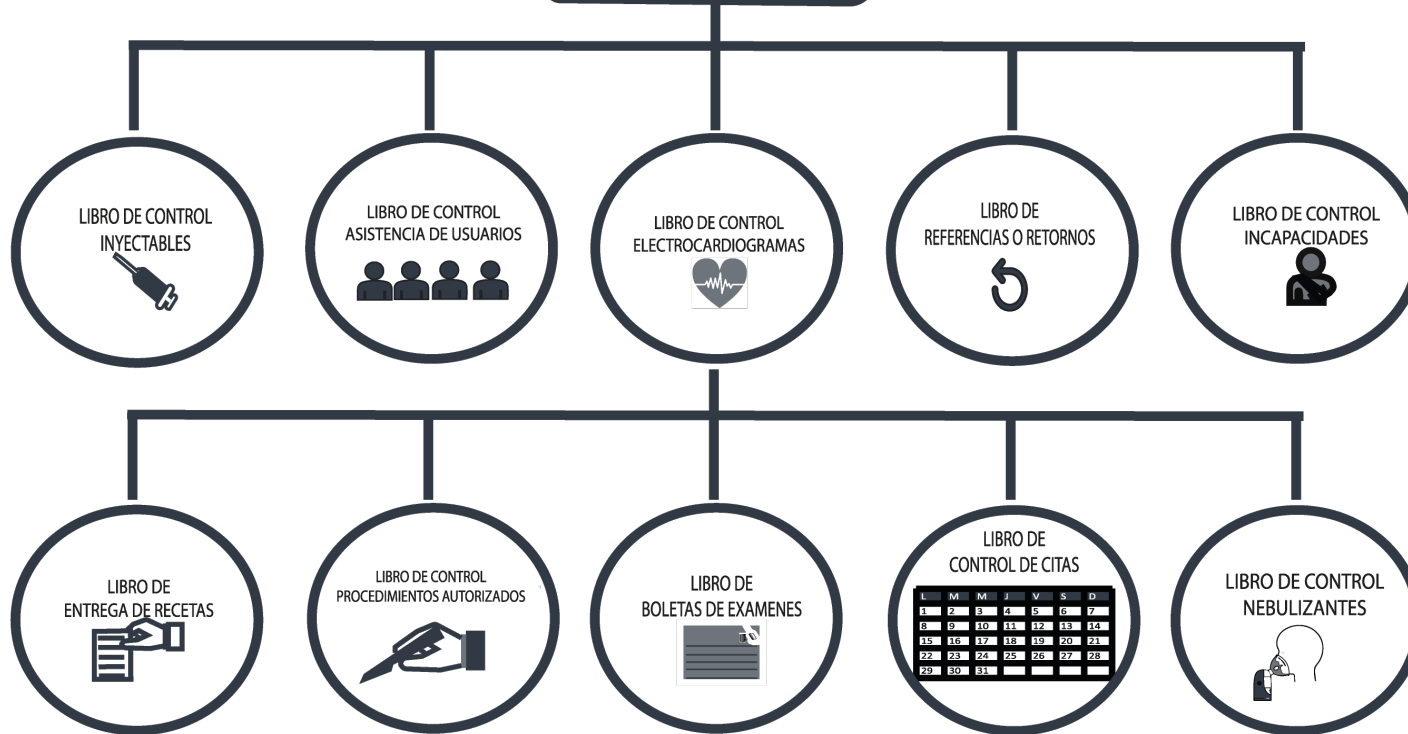 LIBRO DE CONTROL
INYECTABLES
LIBRO DE CONTROL
ASISTENCIA DE USUARIOS
LIBRO DE CONTROL
ELECTROCARDIOGRAMAS
LIBRO DE
REFERENCIAS O RETORNOS
LIBRO DE CONTROL
INCAPACIDADES
LIBRO DE
ENTREGA DE RECETAS
LIBRO DE CONTROL
PROCEDIMIENTOS AUTORIZADOS
LIBRO DE
BOLETAS DE EXAMENES
LIBRO DE
CONTROL DE CITAS
L M M J V S D
1 2 3 4 5 6 7
8 9 10 11 12 13 14
15 16 17 18 19 20 21
22 23 24 25 26 27 28
29 30 31
LIBRO DE CONTROL
NEBULIZANTES